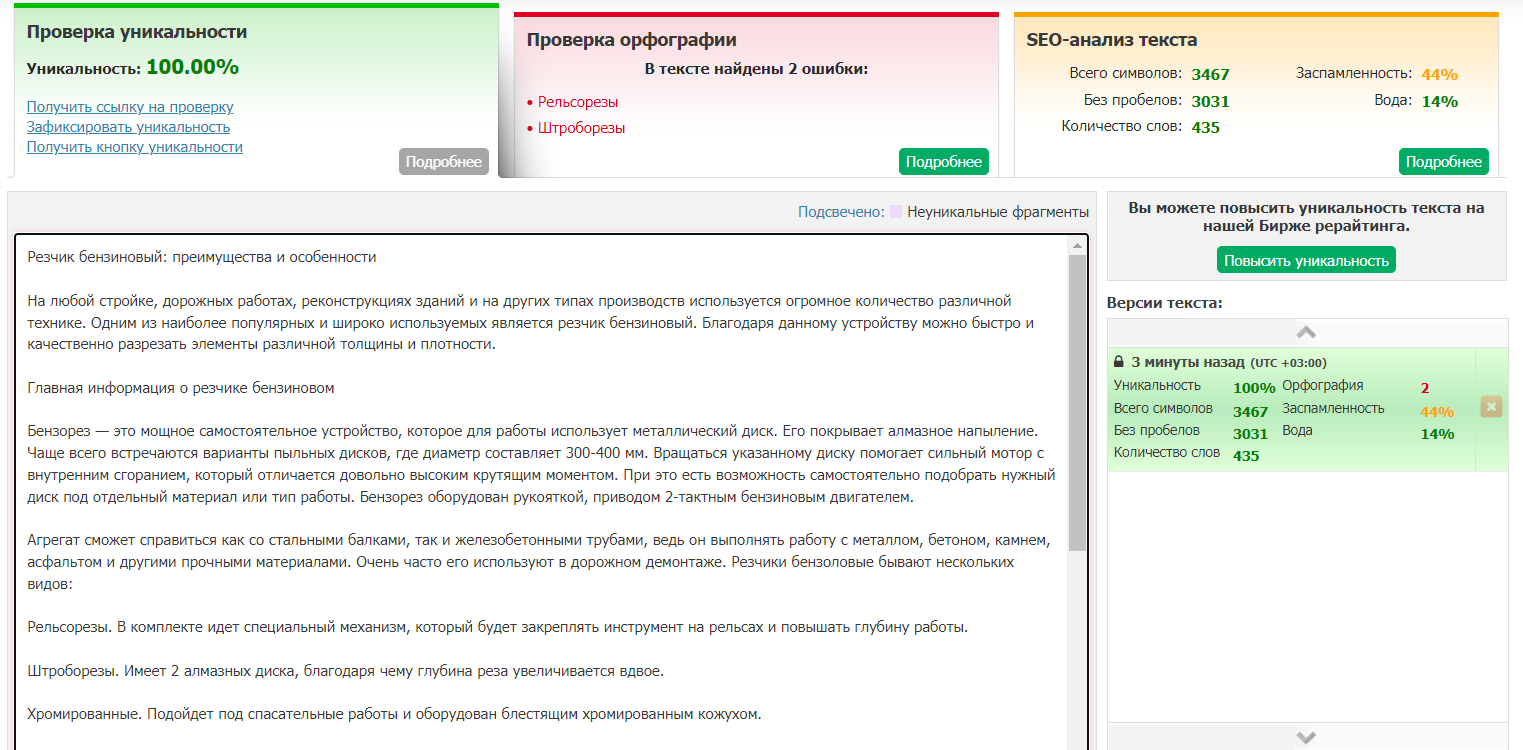 Проверка уникальности
Уникальность: 100.00%
Получить ссылку на проверку
Зафиксировать уникальность
Получить кнопку уникальности
Подробнее
Проверка орфографии
В тексте найдены 2 ошибки:
• Рельсорезы
• Штроборезы
Подробнее
SEO-анализ текста
Всего символов: 3467 Заспамленность: 44%
Без пробелов: 3031 Вода: 14%
Количество слов: 435
Подробнее
Подсвечено: Неуникальные фрагменты
Резчик бензиновый: преимущества и особенности
На любой стройке, дорожных работах, реконструкциях зданий и на других типах производств используется огромное количество различной
технике. Одним из наиболее популярных и широко используемых является резчик бензиновый. Благодаря данному устройству можно быстро и
качественно разрезать элементы различной толщины и плотности.
Главная информация о резчике бензиновом
Бензорез — это мощное самостоятельное устройство, которое для работы использует металлический диск. Его покрывает алмазное напыление.
Чаще всего встречаются варианты пыльных дисков, где диаметр составляет 300-400 мм. Вращаться указанному диску помогает сильный мотор с
внутренним сгоранием, который отличается довольно высоким крутящим моментом. При это есть возможность самостоятельно подобрать нужный
диск под отдельный материал или тип работы. Бензорез оборудован рукояткой, приводом 2-тактным бензиновым двигателем.
Агрегат сможет справиться как со стальными балками, так и железобетонными трубами, ведь он выполнять работу с металлом, бетоном, камнем,
асфальтом и другими прочными материалами. Очень часто его используют в дорожном демонтаже. Резчики бензоловые бывают нескольких
видов:
Рельсорезы. В комплекте идет специальный механизм, который будет закреплять инструмент на рельсах и повышать глубину работы.
Штроборезы. Имеет 2 алмазных диска, благодаря чему глубина реза увеличивается вдвое.
Хромированные. Подойдет под спасательные работы и оборудован блестящим хромированным кожухом.
Вы можете повысить уникальность текста на
нашей Бирже рерайтинга.
Повысить уникальность
Версии текста:
3 минуты назад (UTC +03:00)
Уникальность 100% Орфография 2
Всего символов 3467 Заспамленность 44%
Без пробелов 3031 Вода 14%
Количество слов 435